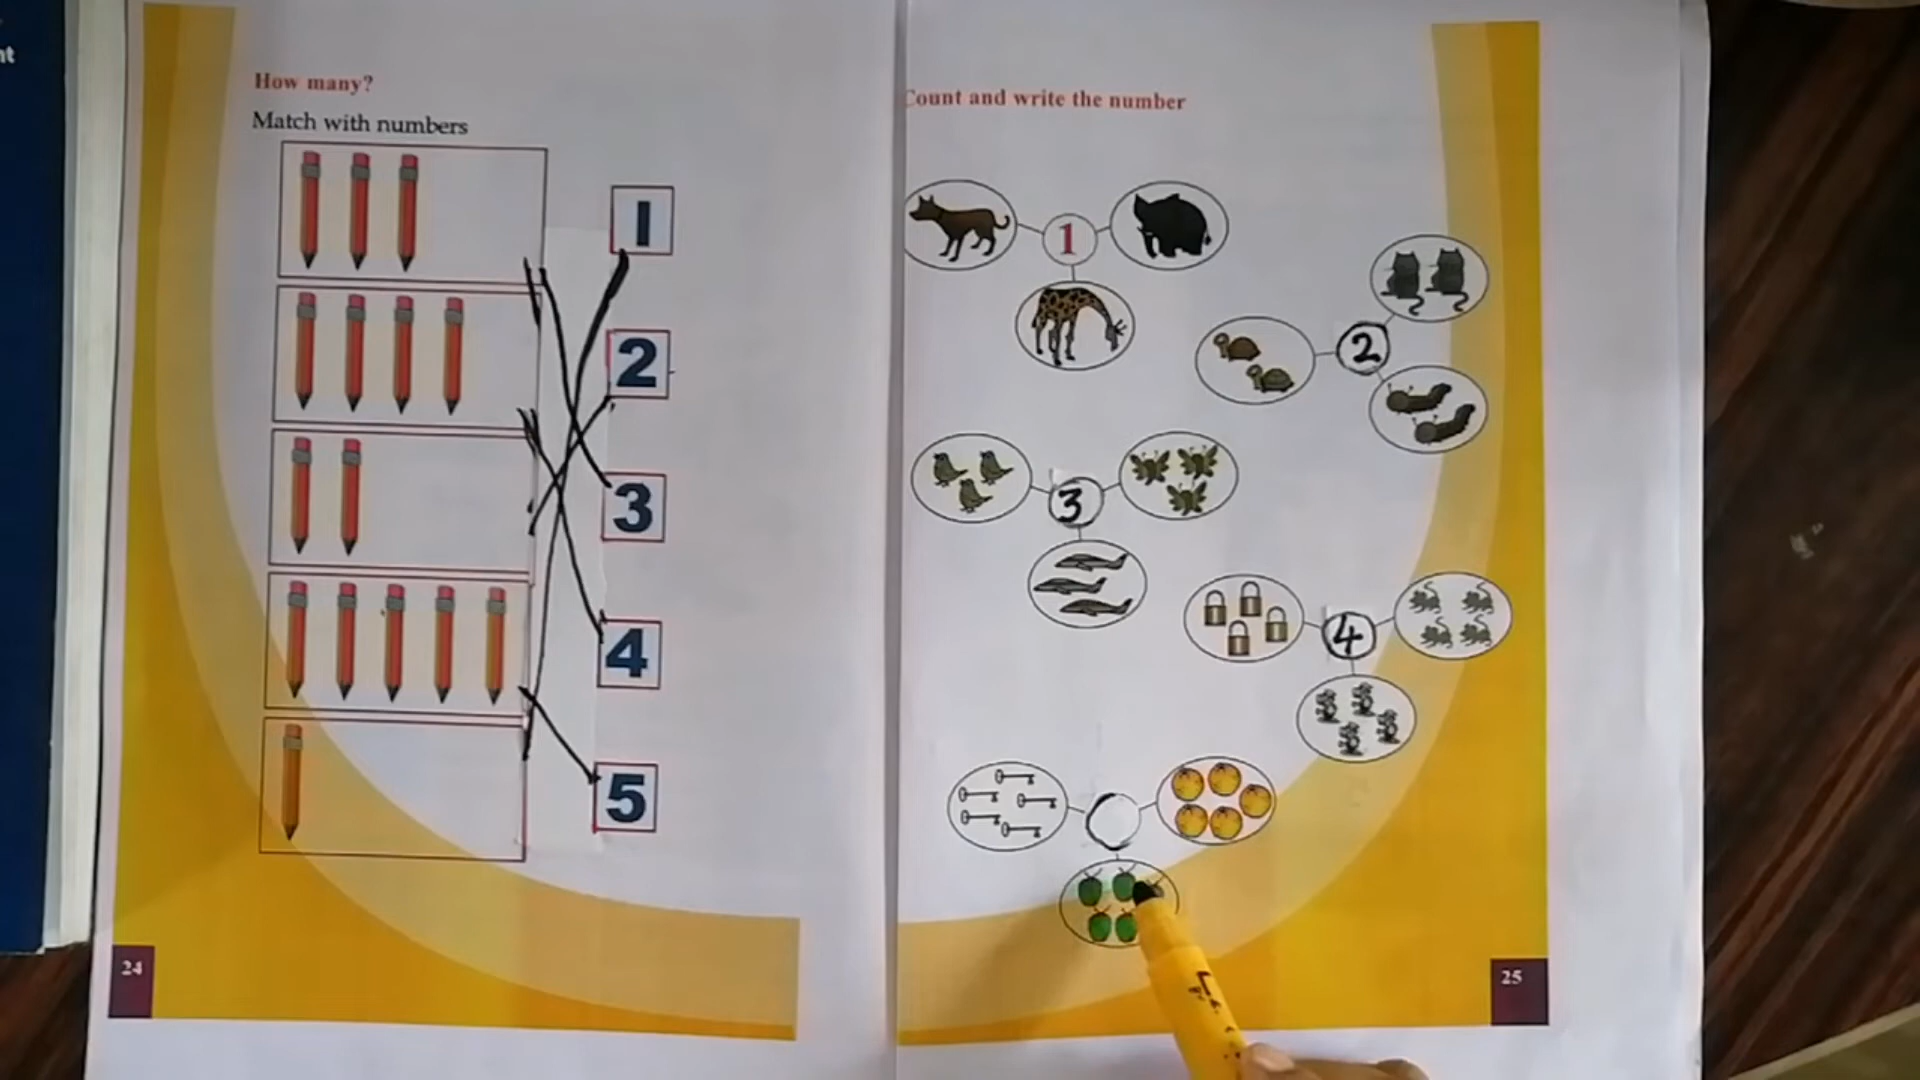 nt
How many?
Match with numbers
1
2
3
4
5
24
Count and write the number
1
2
3
4
25